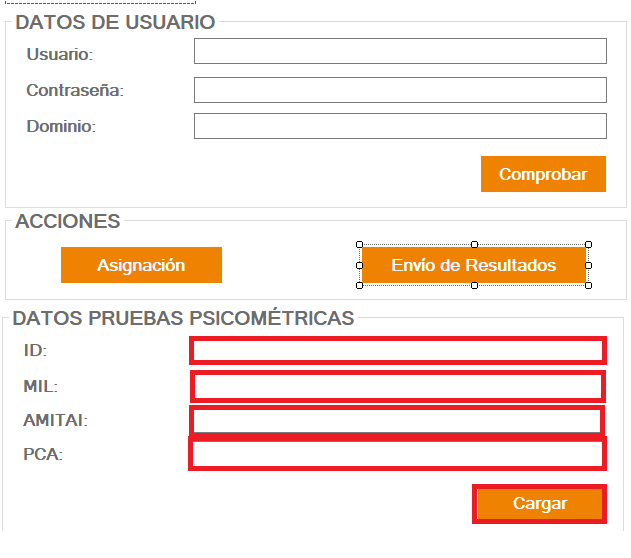 DATOS DE USUARIO
Usuario:
Contraseña:
Dominio:
Comprobar
ACCIONES
Asignación Envío de Resultados
DATOS PRUEBAS PSICOMÉTRICAS
ID:
MIL:
AMITAI:
PCA:
Cargar